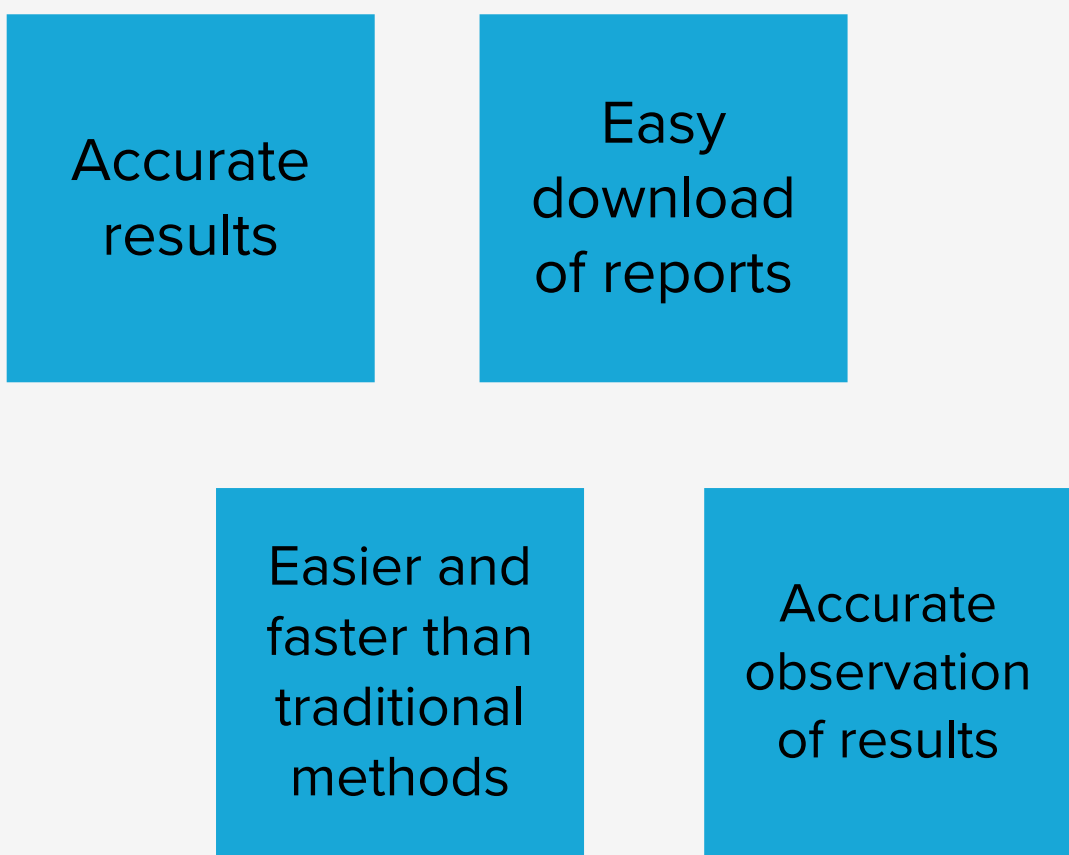 Accurate
results
Easy
download
of reports
Easier and
faster than
traditional
methods
Accurate
observation
of results